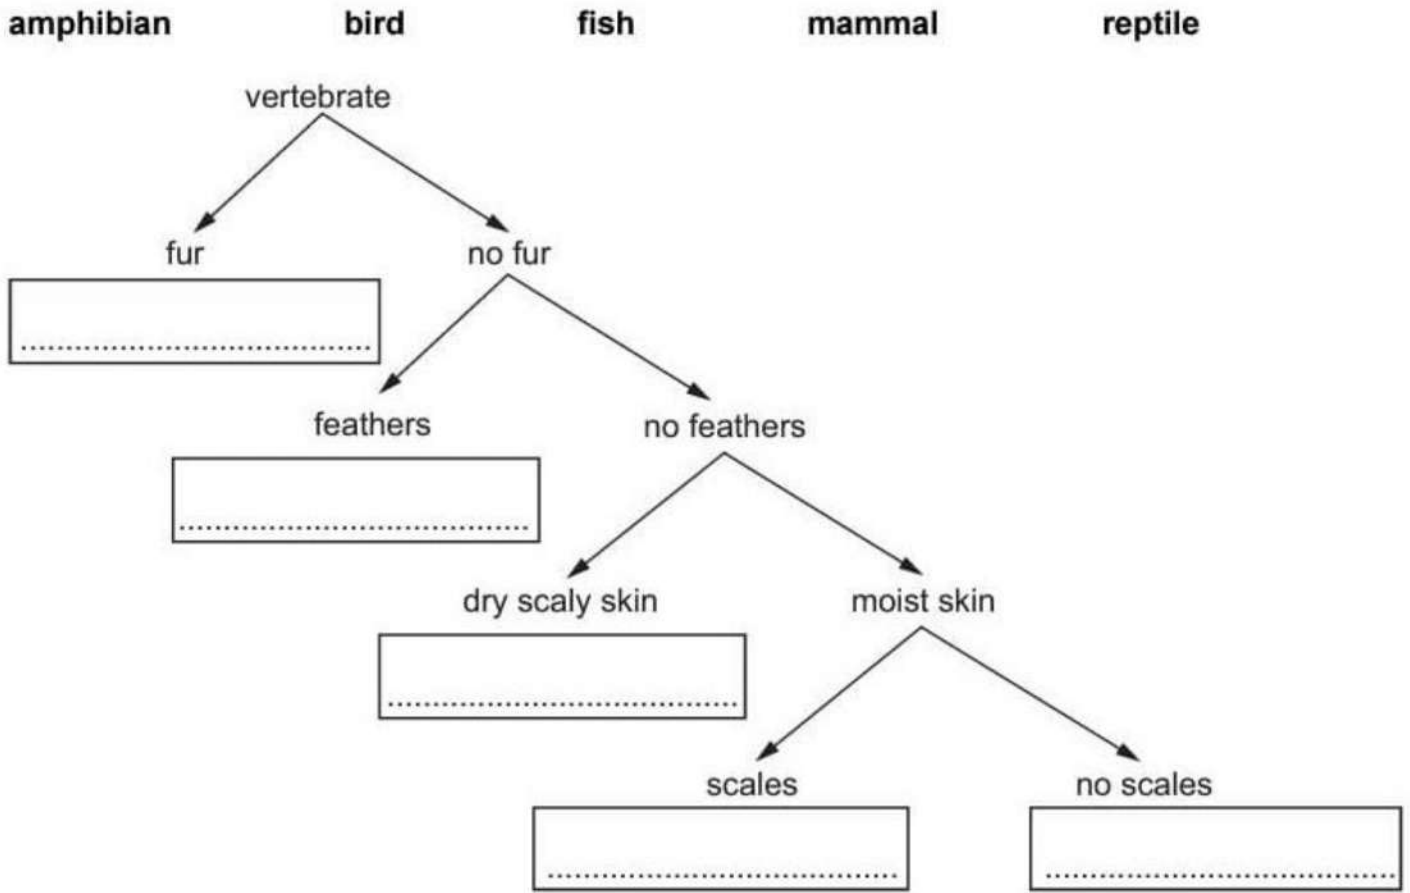 amphibian bird fish mammal reptile
vertebrate
fur no fur
feathers no feathers
dry scaly skin moist skin
scales no scales